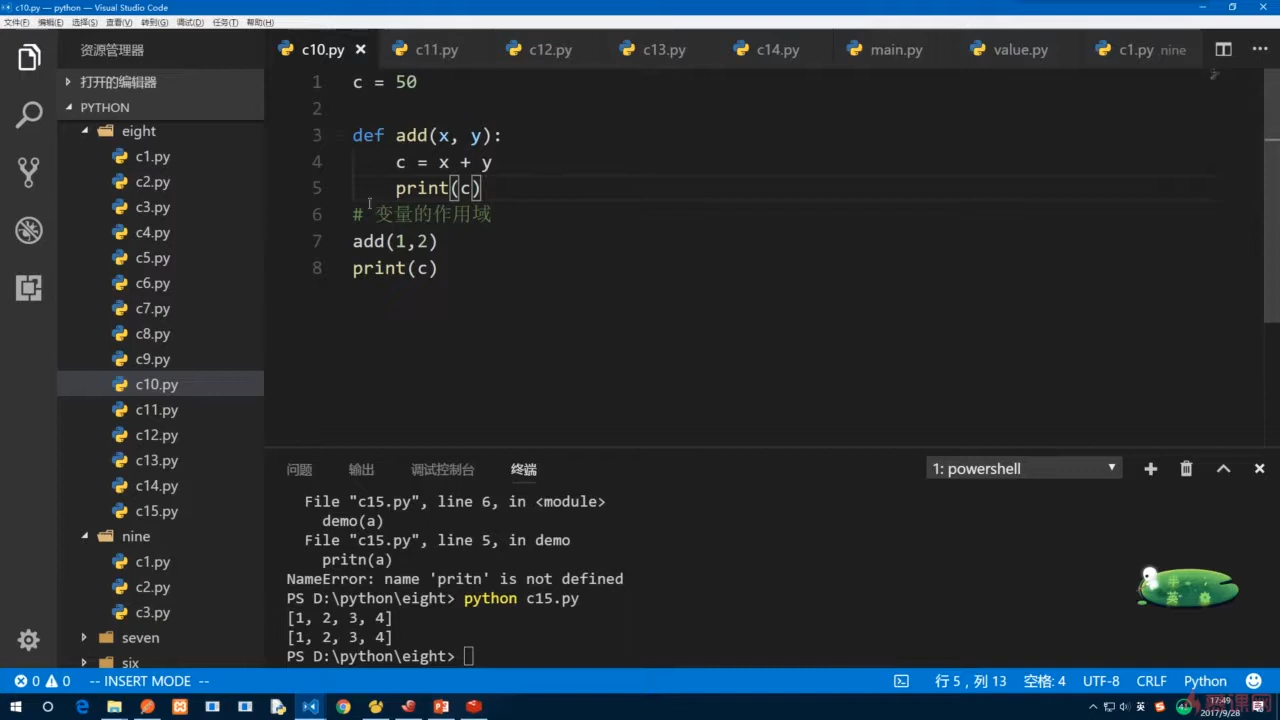 c10.py — python — Visual Studio Code
文件(F) 编辑(E) 选择(S) 查看(V) 转到(G) 调试(D) 任务(T) 帮助(H)
资源管理器
c10.py c11.py c12.py c13.py c14.py main.py value.py c1.py nine
打开的编辑器
PYTHON
eight
c1.py
c2.py
c3.py
c4.py
c5.py
c6.py
c7.py
c8.py
c9.py
c10.py
c11.py
c12.py
c13.py
c14.py
c15.py
nine
c1.py
c2.py
c3.py
seven
six
1 c = 50
2
3 def add(x, y):
4     c = x + y
5     print(c)
6 # 变量的作用域
7 add(1,2)
8 print(c)
问题 输出 调试控制台 终端
1: powershell
File "c15.py", line 6, in <module>
demo(a)
File "c15.py", line 5, in demo
pritn(a)
NameError: name 'pritn' is not defined
PS D:\python\eight> python c15.py
[1, 2, 3, 4]
[1, 2, 3, 4]
PS D:\python\eight>
0 0 -- INSERT MODE --
行 5，列 13 空格: 4 UTF-8 CRLF Python
英
17:49
2017/9/28